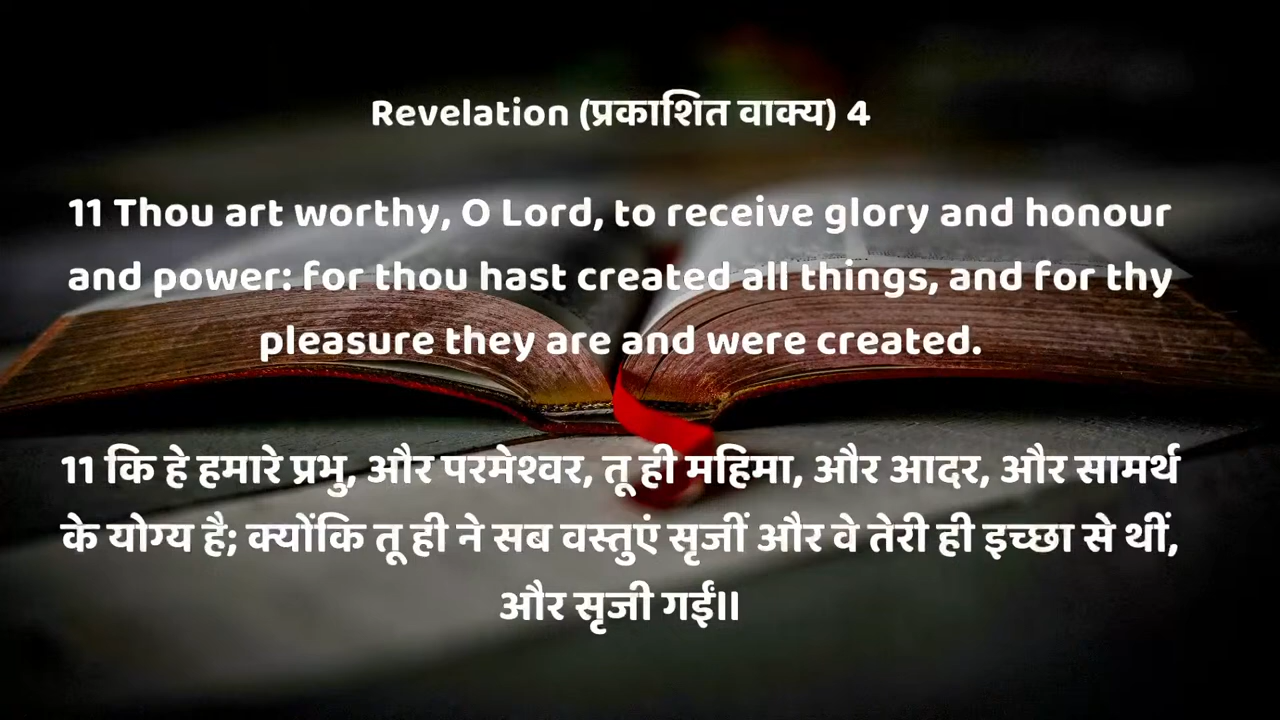 Revelation (प्रकाशित वाक्य) 4
11 Thou art worthy, O Lord, to receive glory and honour
and power: for thou hast created all things, and for thy
pleasure they are and were created.
11 कि हे हमारे प्रभु, और परमेश्वर, तू ही महिमा, और आदर, और सामर्थ
के योग्य है; क्योंकि तू ही ने सब वस्तुएं सृजीं और वे तेरी ही इच्छा से थीं,
और सृजी गईं॥